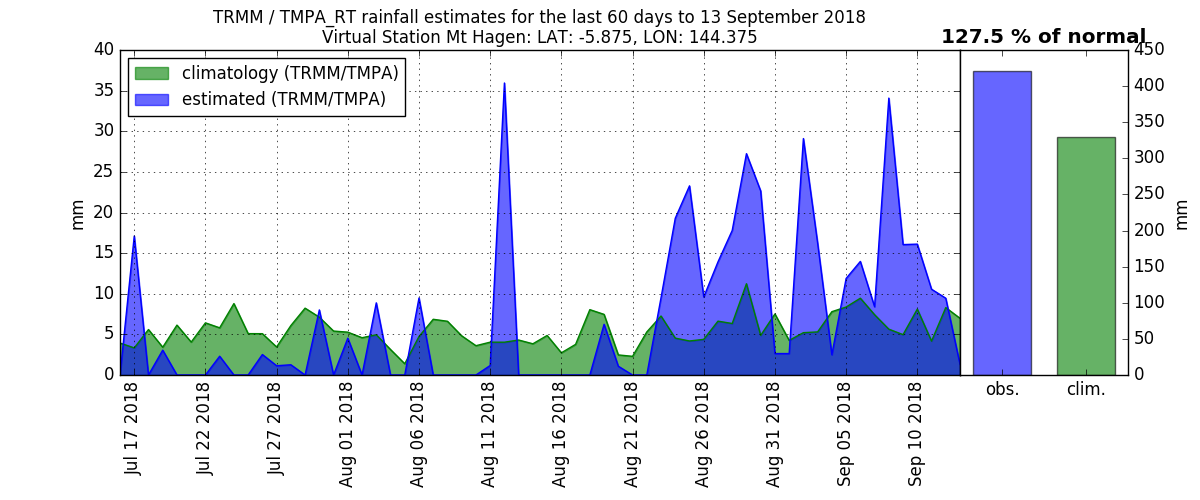 TRMM / TMPA_RT rainfall estimates for the last 60 days to 13 September 2018
Virtual Station Mt Hagen: LAT: -5.875, LON: 144.375
127.5 % of normal
climatology (TRMM/TMPA)
estimated (TRMM/TMPA)
mm
40
35
30
25
20
15
10
5
0
Jul 17 2018
Jul 22 2018
Jul 27 2018
Aug 01 2018
Aug 06 2018
Aug 11 2018
Aug 16 2018
Aug 21 2018
Aug 26 2018
Aug 31 2018
Sep 05 2018
Sep 10 2018
450
400
350
300
250
200
150
100
50
0
mm
obs.
clim.